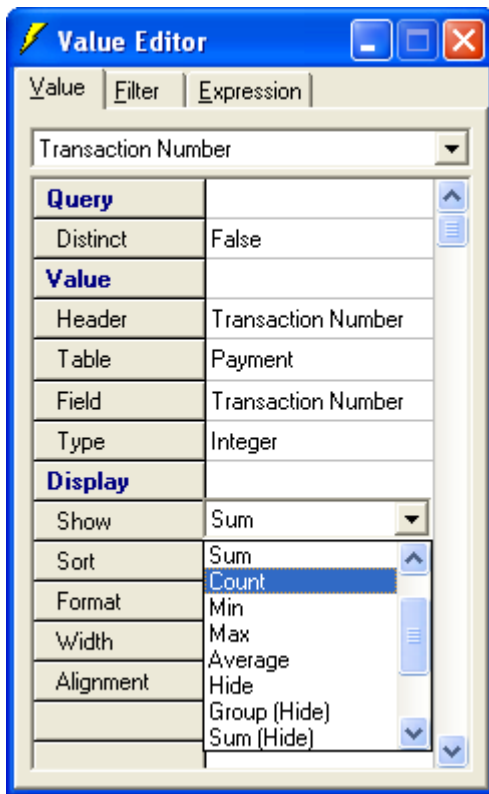 Value Editor
Value Filter Expression
Transaction Number
Query
Distinct False
Value
Header Transaction Number
Table Payment
Field Transaction Number
Type Integer
Display
Show Sum
Sort Sum
Count
Format Min
Max
Width Average
Alignment Hide
Group (Hide)
Sum (Hide)